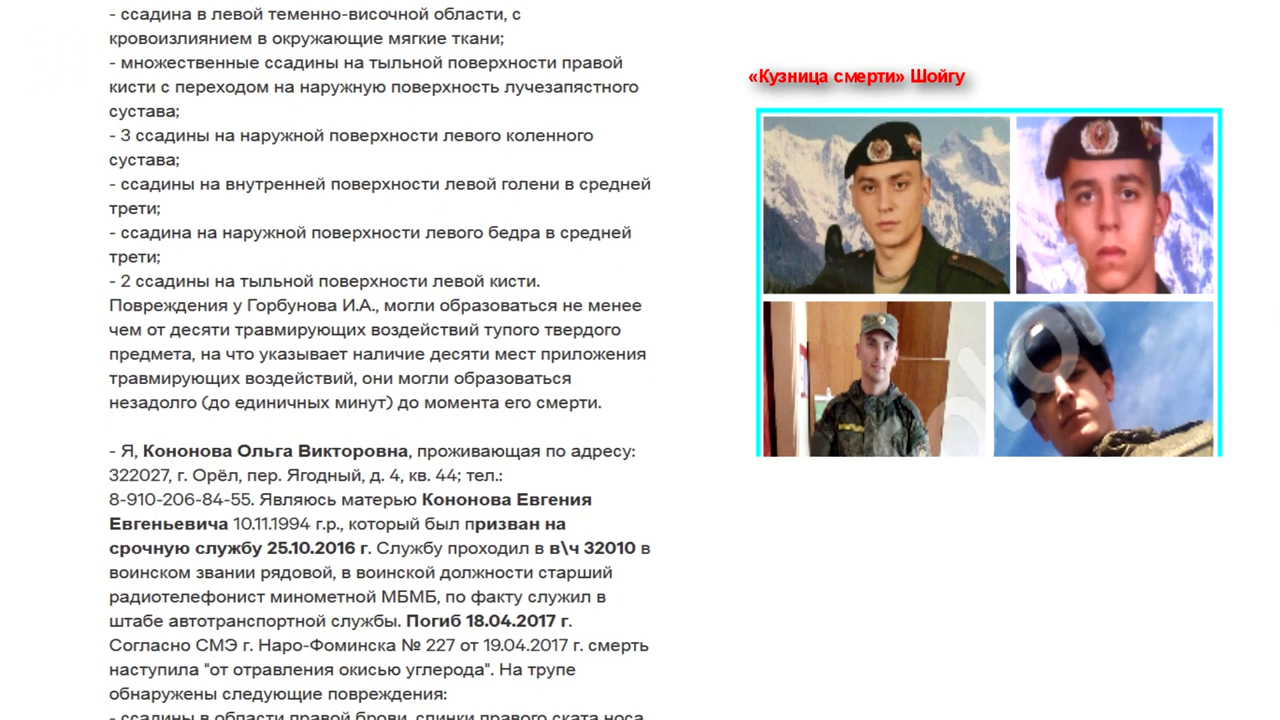 - ссадина в левой теменно-височной области, с
кровоизлиянием в окружающие мягкие ткани;
- множественные ссадины на тыльной поверхности правой
кисти с переходом на наружную поверхность лучезапястного
сустава;
- 3 ссадины на наружной поверхности левого коленного
сустава;
- ссадины на внутренней поверхности левой голени в средней
трети;
- ссадина на наружной поверхности левого бедра в средней
трети;
- 2 ссадины на тыльной поверхности левой кисти.
Повреждения у Горбунова И.А., могли образоваться не менее
чем от десяти травмирующих воздействий тупого твердого
предмета, на что указывает наличие десяти мест приложения
травмирующих воздействий, они могли образоваться
незадолго (до единичных минут) до момента его смерти.
- Я, Кононова Ольга Викторовна, проживающая по адресу:
322027, г. Орёл, пер. Ягодный, д. 4, кв. 44; тел.:
8-910-206-84-55. Являюсь матерью Кононова Евгения
Евгеньевича 10.11.1994 г.р., который был призван на
срочную службу 25.10.2016 г. Службу проходил в в\ч 32010 в
воинском звании рядовой, в воинской должности старший
радиотелефонист минометной МБМБ, по факту служил в
штабе автотранспортной службы. Погиб 18.04.2017 г.
Согласно СМЭ г. Наро-Фоминска № 227 от 19.04.2017 г. смерть
наступила "от отравления окисью углерода". На трупе
обнаружены следующие повреждения:
- ссадины в области правой брови, спинки правого ската носа,
«Кузница смерти» Шойгу